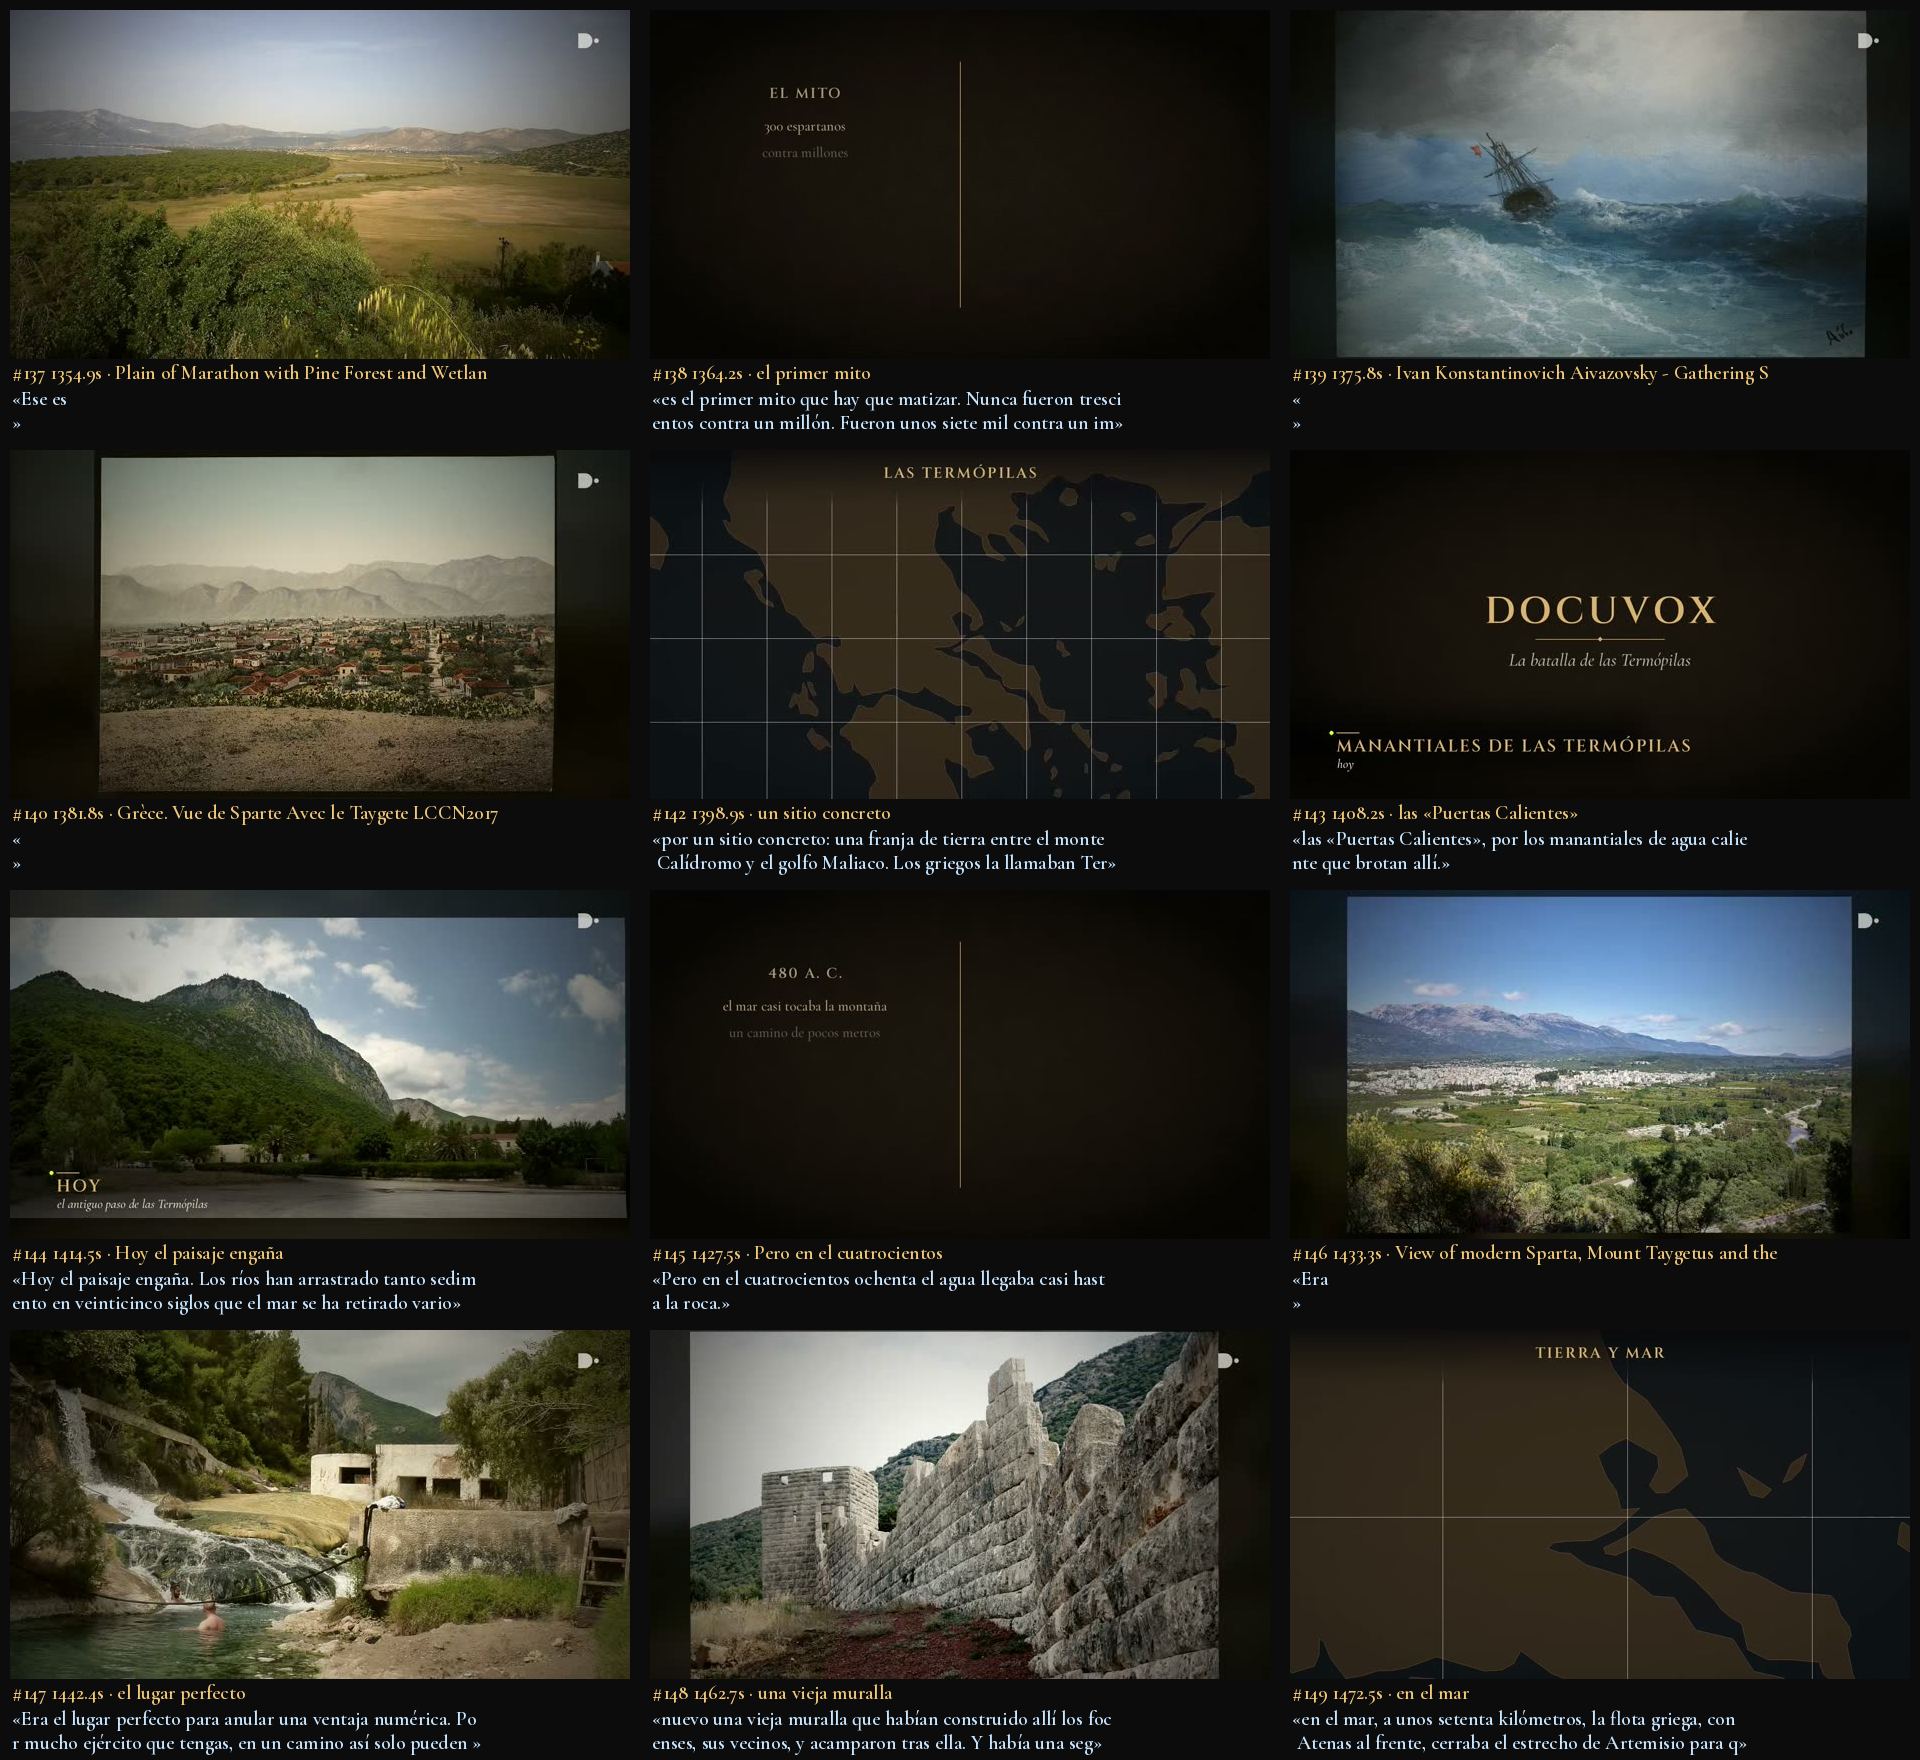 #137 1354.9s · Plain of Marathon with Pine Forest and Wetlan
«Ese es
»
EL MITO
300 espartanos
contra millones
#138 1364.2s · el primer mito
«es el primer mito que hay que matizar. Nunca fueron tresci
entos contra un millón. Fueron unos siete mil contra un im»
#139 1375.8s · Ivan Konstantinovich Aivazovsky - Gathering S
«
»
#140 1381.8s · Grèce. Vue de Sparte Avec le Taygete LCCN2017
«
»
LAS TERMÓPILAS
#142 1398.9s · un sitio concreto
«por un sitio concreto: una franja de tierra entre el monte
Calídromo y el golfo Maliaco. Los griegos la llamaban Ter»
DOCUVOX
La batalla de las Termópilas
MANANTIALES DE LAS TERMÓPILAS
hoy
#143 1408.2s · las «Puertas Calientes»
«las «Puertas Calientes», por los manantiales de agua calie
nte que brotan allí.»
HOY
el antiguo paso de las Termópilas
#144 1414.5s · Hoy el paisaje engaña
«Hoy el paisaje engaña. Los ríos han arrastrado tanto sedim
ento en veinticinco siglos que el mar se ha retirado vario»
480 A. C.
el mar casi tocaba la montaña
un camino de pocos metros
#145 1427.5s · Pero en el cuatrocientos
«Pero en el cuatrocientos ochenta el agua llegaba casi hast
a la roca.»
#146 1433.3s · View of modern Sparta, Mount Taygetus and the
«Era
»
#147 1442.4s · el lugar perfecto
«Era el lugar perfecto para anular una ventaja numérica. Po
r mucho ejército que tengas, en un camino así solo pueden »
#148 1462.7s · una vieja muralla
«nuevo una vieja muralla que habían construido allí los foc
enses, sus vecinos, y acamparon tras ella. Y había una seg»
TIERRA Y MAR
#149 1472.5s · en el mar
«en el mar, a unos setenta kilómetros, la flota griega, con
Atenas al frente, cerraba el estrecho de Artemisio para q»